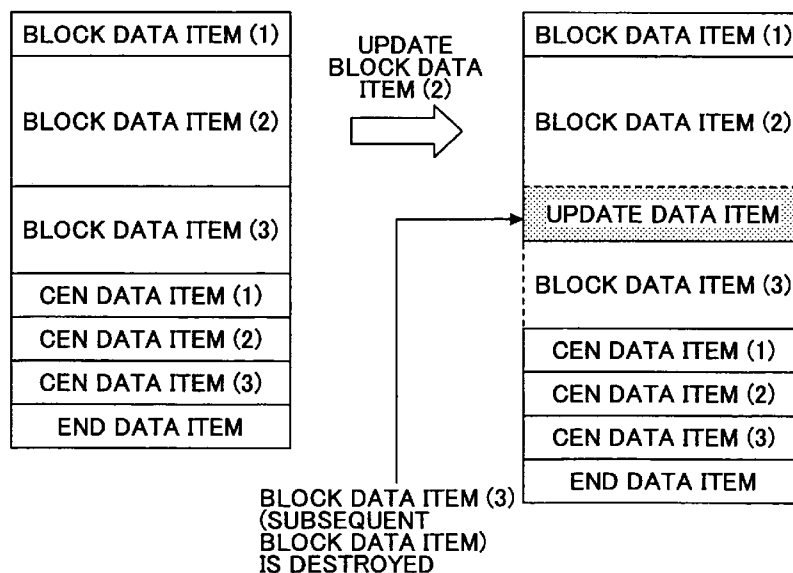 BLOCK DATA ITEM (1)
BLOCK DATA ITEM (2)
BLOCK DATA ITEM (3)
CEN DATA ITEM (1)
CEN DATA ITEM (2)
CEN DATA ITEM (3)
END DATA ITEM
UPDATE
BLOCK DATA
ITEM (2)
BLOCK DATA ITEM (1)
BLOCK DATA ITEM (2)
UPDATE DATA ITEM
BLOCK DATA ITEM (3)
CEN DATA ITEM (1)
CEN DATA ITEM (2)
CEN DATA ITEM (3)
END DATA ITEM
BLOCK DATA ITEM (3)
(SUBSEQUENT
BLOCK DATA ITEM)
IS DESTROYED